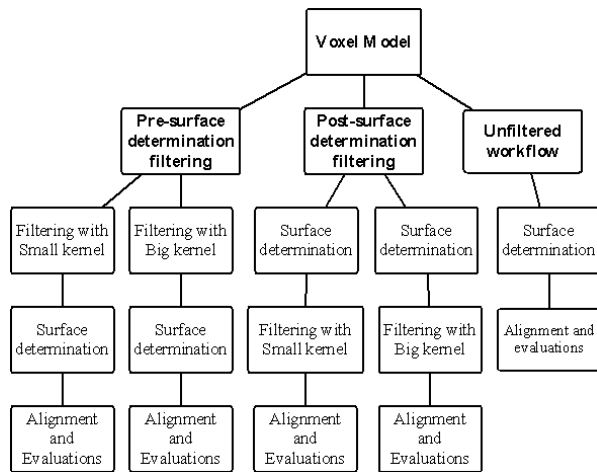 Voxel Model
Pre-surface
determination
filtering
Post-surface
determination
filtering
Unfiltered
workflow
Filtering with
Small kernel
Filtering with
Big kernel
Surface
determination
Surface
determination
Surface
determination
Surface
determination
Surface
determination
Filtering with
Small kernel
Filtering with
Big kernel
Alignment and
evaluations
Alignment
and
Evaluations
Alignment
and
Evaluations
Alignment
and
Evaluations
Alignment
and
Evaluations